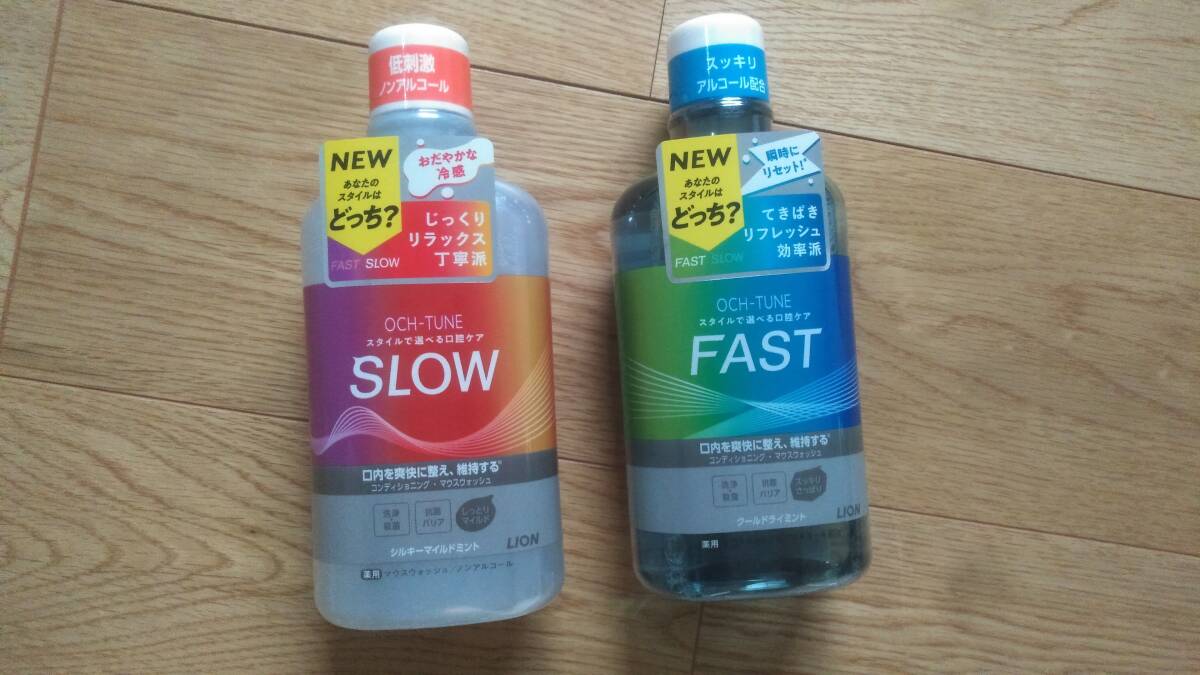 低刺激
ノンアルコール
NEW
あなたの
スタイルは
どっち?
おだやかな
冷感
じっくり
リラックス
丁寧派
FAST SLOW
OCH-TUNE
スタイルで選べる口腔ケア
SLOW
口内を爽快に整え、維持する
コンディショニング・マウスウォッシュ
洗浄
殺菌
抗菌
バリア
しっとり
マイルド
シルキーマイルドミント
LION
薬用 マウスウォッシュ/ノンアルコール
スッキリ
アルコール配合
NEW
あなたの
スタイルは
どっち?
瞬時に
リセット!
てきぱき
リフレッシュ
効率派
FAST SLOW
OCH-TUNE
スタイルで選べる口腔ケア
FAST
口内を爽快に整え、維持する
コンディショニング・マウスウォッシュ
洗浄
殺菌
抗菌
バリア
スッキリ
さっぱり
クールドライミント
LION
薬用